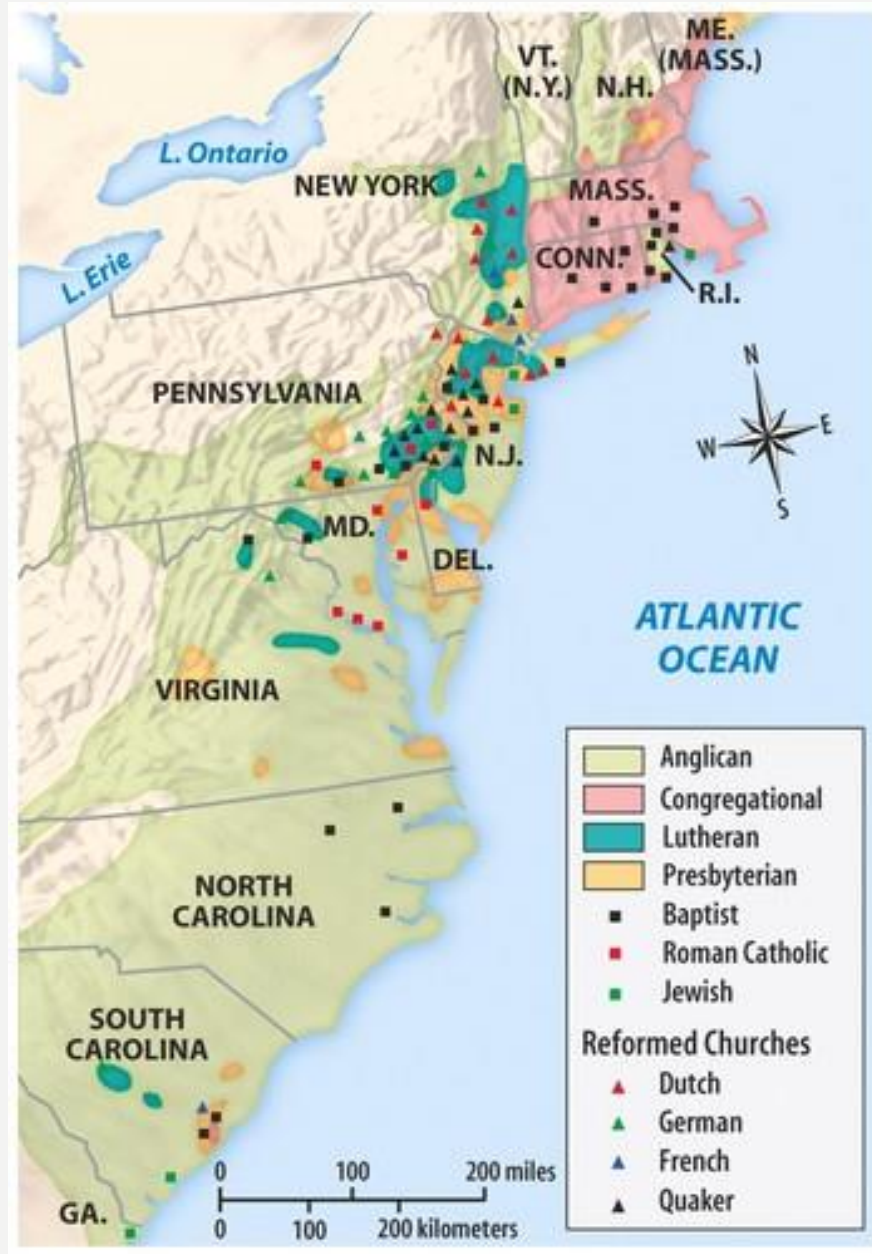 ME.
(MASS.)
VT.
(N.Y.)
N.H.
L. Ontario
NEW YORK
MASS.
CONN.
L. Erie
R.I.
N
W
E
S
PENNSYLVANIA
N.J.
MD.
DEL.
ATLANTIC
OCEAN
VIRGINIA
NORTH
CAROLINA
SOUTH
CAROLINA
GA.
0 100 200 miles
0 100 200 kilometers
Anglican
Congregational
Lutheran
Presbyterian
Baptist
Roman Catholic
Jewish
Reformed Churches
Dutch
German
French
Quaker